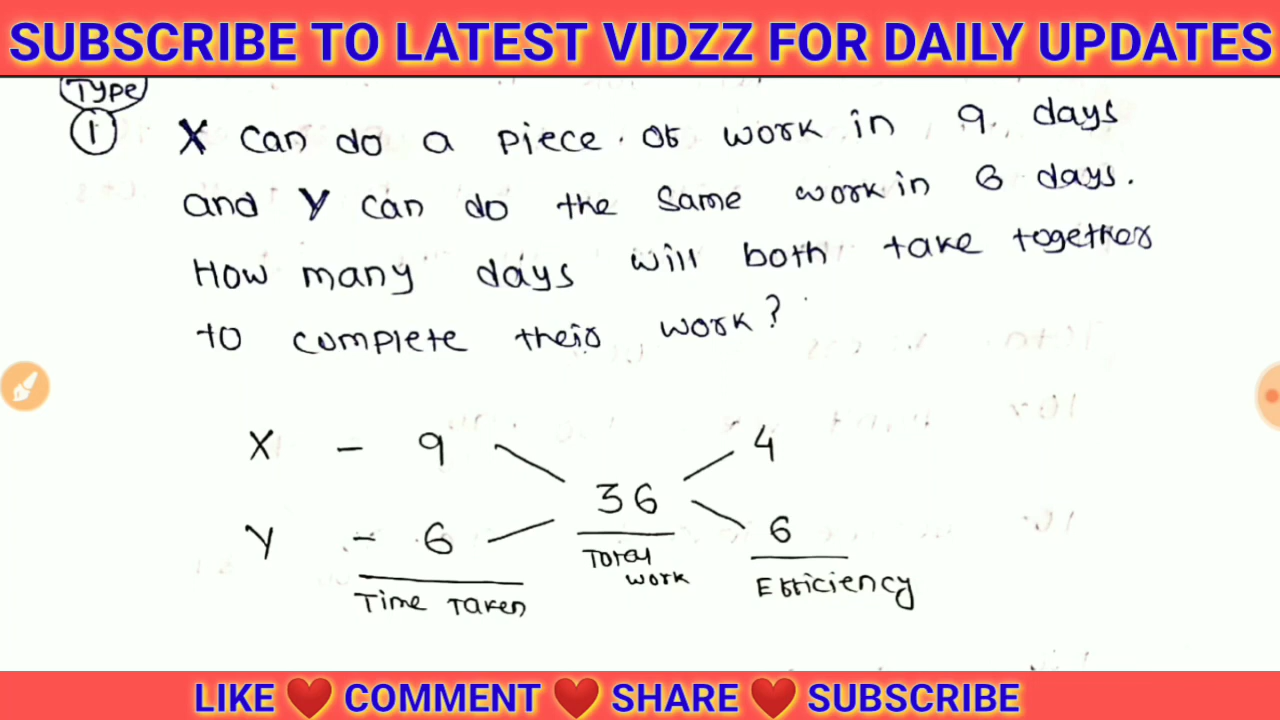 SUBSCRIBE TO LATEST VIDZZ FOR DAILY UPDATES
Type
1
X can do a piece of work in 9 days
and Y can do the same work in 6 days.
How many days will both take together
to complete their work?
X - 9
4
36
Y - 6
6
Total
work
Time Taken
Efficiency
LIKE ❤️ COMMENT ❤️ SHARE ❤️ SUBSCRIBE